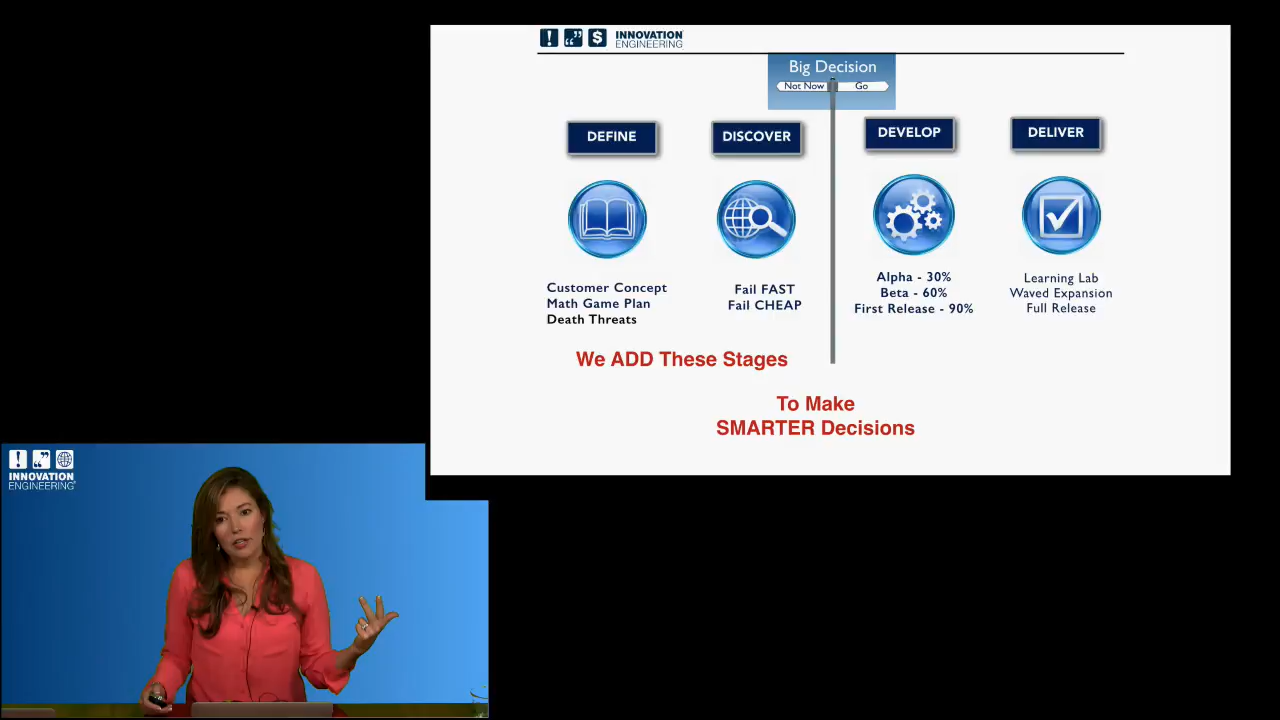 INNOVATION
ENGINEERING
Big Decision
Not Now Go
DEFINE
DISCOVER
DEVELOP
DELIVER
Customer Concept
Math Game Plan
Death Threats
Fail FAST
Fail CHEAP
Alpha - 30%
Beta - 60%
First Release - 90%
Learning Lab
Waved Expansion
Full Release
We ADD These Stages
To Make
SMARTER Decisions
INNOVATION
ENGINEERING